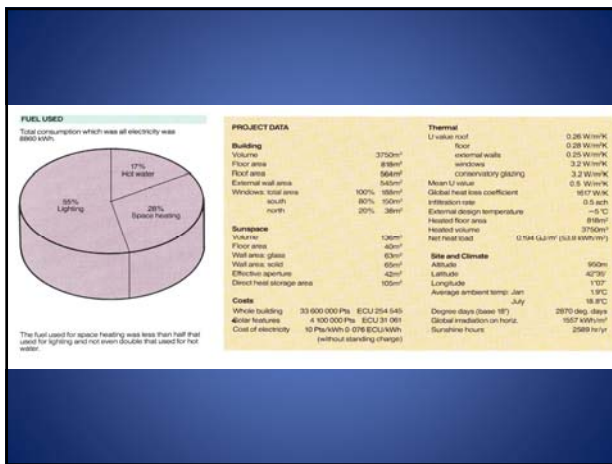 FUEL USED
Total consumption which was all electricity was
8860 kWh.
17%
Hot water
55%
Lighting
28%
Space heating
The fuel used for space heating was less than half that
used for lighting and not even double that used for hot
water.
PROJECT DATA
Building
Volume 3750m³
Floor area 818m²
Roof area 564m²
External wall area 545m²
Windows: total area 100% 188m²
south 80% 150m²
north 20% 38m²
Sunspace
Volume 136m³
Floor area 40m²
Wall area: glass 63m²
Wall area: solid 65m²
Effective aperture 42m²
Direct heat storage area 105m²
Costs
Whole building 33 600 000 Pts ECU 254 545
Solar features 4 100 000 Pts ECU 31 061
Cost of electricity 10 Pts/kWh 0·076 ECU/kWh
(without standing charge)
Thermal
U value roof 0.26 W/m²K
floor 0.28 W/m²K
external walls 0.25 W/m²K
windows 3.2 W/m²K
conservatory glazing 3.2 W/m²K
Mean U value 0.5 W/m²K
Global heat loss coefficient 1617 W/K
Infiltration rate 0.5 ach
External design temperature −5°C
Heated floor area 818m²
Heated volume 3750m³
Net heat load 0.194 GJ/m² (53.8 kWh/m²)
Site and Climate
Altitude 950m
Latitude 42°35'
Longitude 1°07'
Average ambient temp: Jan 1.9°C
July 18.8°C
Degree days (base 18°) 2870 deg. days
Global irradiation on horiz. 1557 kWh/m²
Sunshine hours 2589 hr/yr